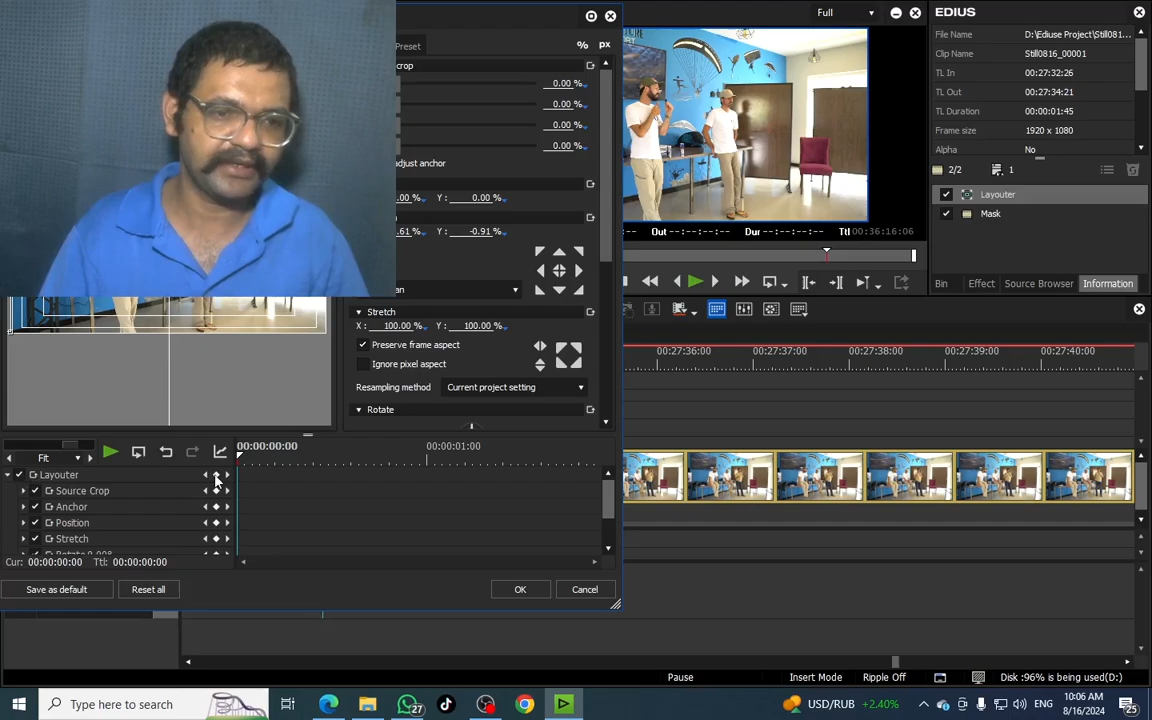 Full
EDIUS
File Name D:\Ediuse Project\Still081...
Clip Name Still0816_00001
TL In 00:27:32:26
TL Out 00:27:34:21
TL Duration 00:00:01:45
Frame size 1920 x 1080
Alpha No
2/2 1
Layouter
Mask
Bin Effect Source Browser Information
Preset
% px
crop
0.00 %
0.00 %
0.00 %
0.00 %
adjust anchor
.00 % Y : 0.00 %
.61 % Y : -0.91 %
Stretch
X : 100.00 % Y : 100.00 %
Preserve frame aspect
Ignore pixel aspect
Resampling method Current project setting
Rotate
Out --:--:--:-- Dur --:--:--:-- Ttl 00:36:16:06
00:27:36:00 00:27:37:00 00:27:38:00 00:27:39:00 00:27:40:00
Fit
00:00:00:00 00:00:01:00
Layouter
Source Crop
Anchor
Position
Stretch
Cur: 00:00:00:00 Ttl: 00:00:00:00
Save as default Reset all OK Cancel
Pause Insert Mode Ripple Off Disk :96% is being used(D:)
Type here to search
27
USD/RUB +2.40%
ENG
10:06 AM
8/16/2024
25